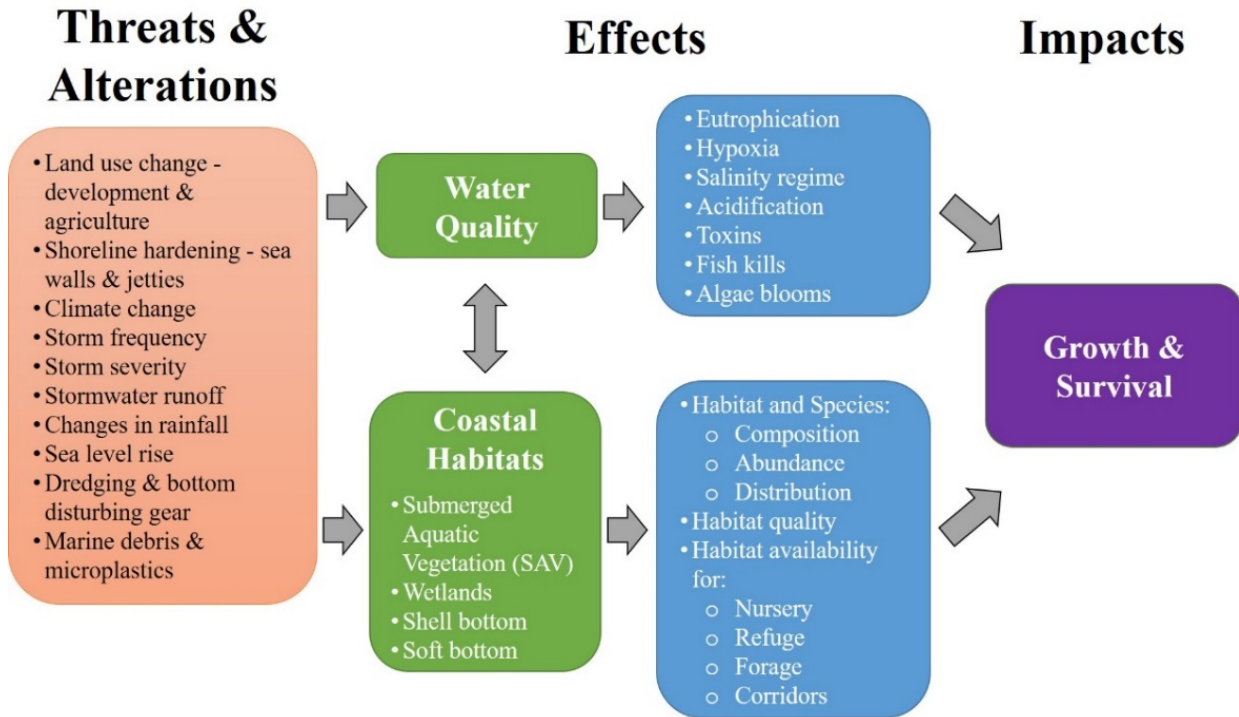 Threats &
Alterations
Effects
Impacts
• Land use change -
development &
agriculture
• Shoreline hardening - sea
walls & jetties
• Climate change
• Storm frequency
• Storm severity
• Stormwater runoff
• Changes in rainfall
• Sea level rise
• Dredging & bottom
disturbing gear
• Marine debris &
microplastics
Water
Quality
Coastal
Habitats
• Submerged
Aquatic
Vegetation (SAV)
• Wetlands
• Shell bottom
• Soft bottom
• Eutrophication
• Hypoxia
• Salinity regime
• Acidification
• Toxins
• Fish kills
• Algae blooms
• Habitat and Species:
o Composition
o Abundance
o Distribution
• Habitat quality
• Habitat availability
for:
o Nursery
o Refuge
o Forage
o Corridors
Growth &
Survival